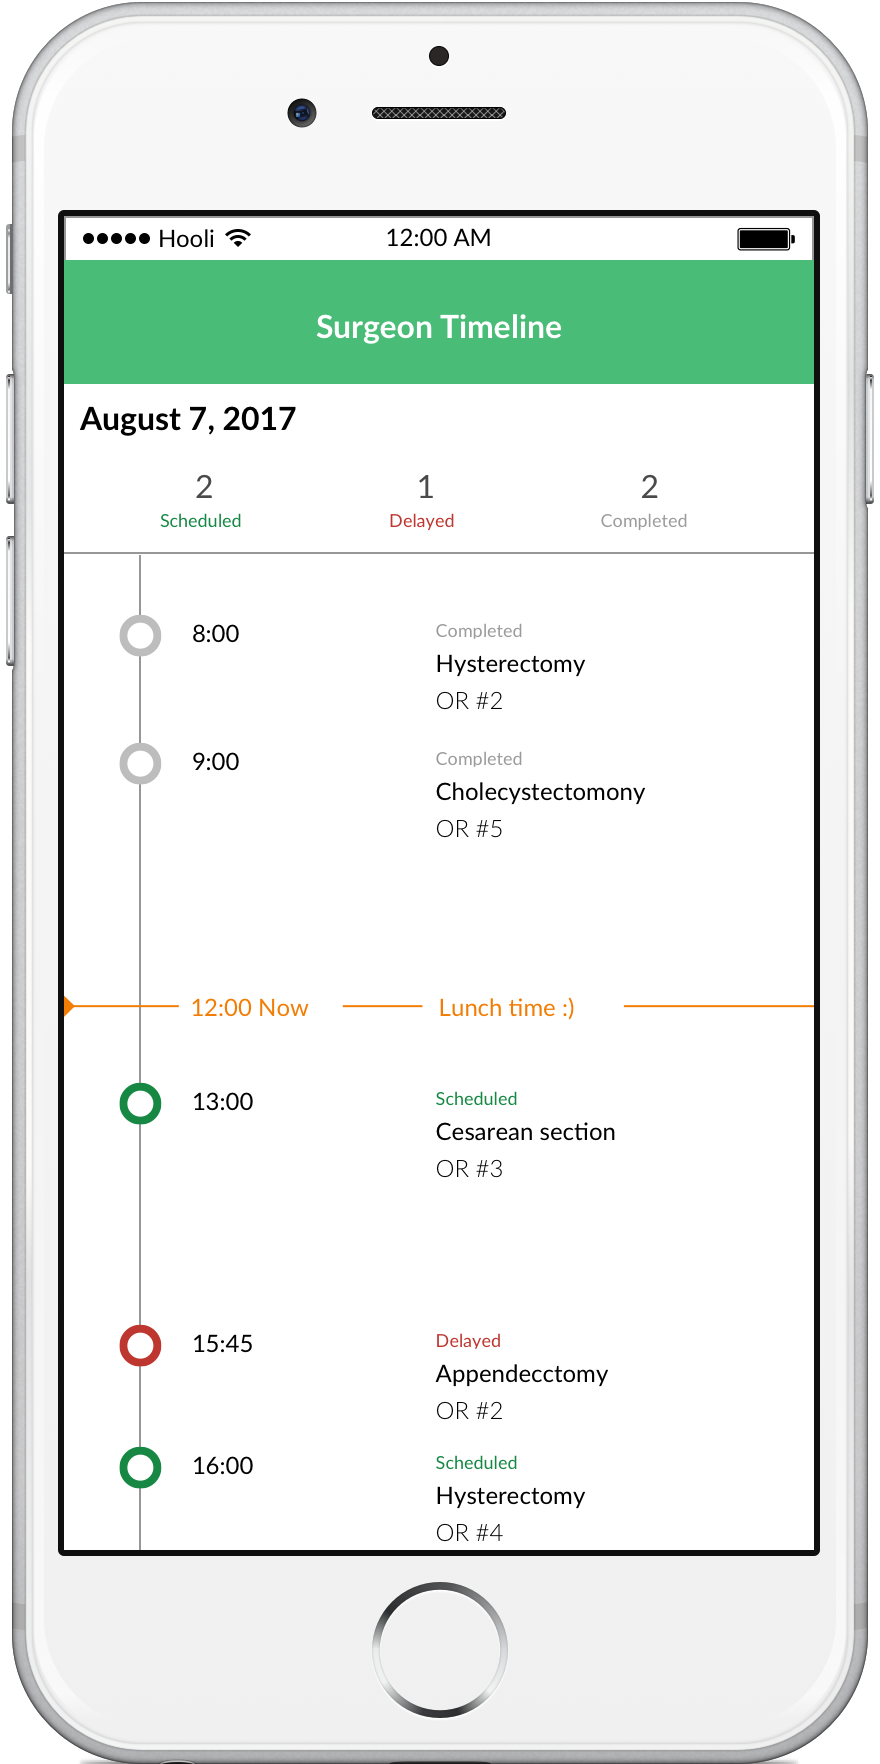 Hooli 12:00 AM
Surgeon Timeline
August 7, 2017
2 1 2
Scheduled Delayed Completed
8:00 Completed
Hysterectomy
OR #2
9:00 Completed
Cholecystectomony
OR #5
12:00 Now Lunch time :)
13:00 Scheduled
Cesarean section
OR #3
15:45 Delayed
Appendecctomy
OR #2
16:00 Scheduled
Hysterectomy
OR #4